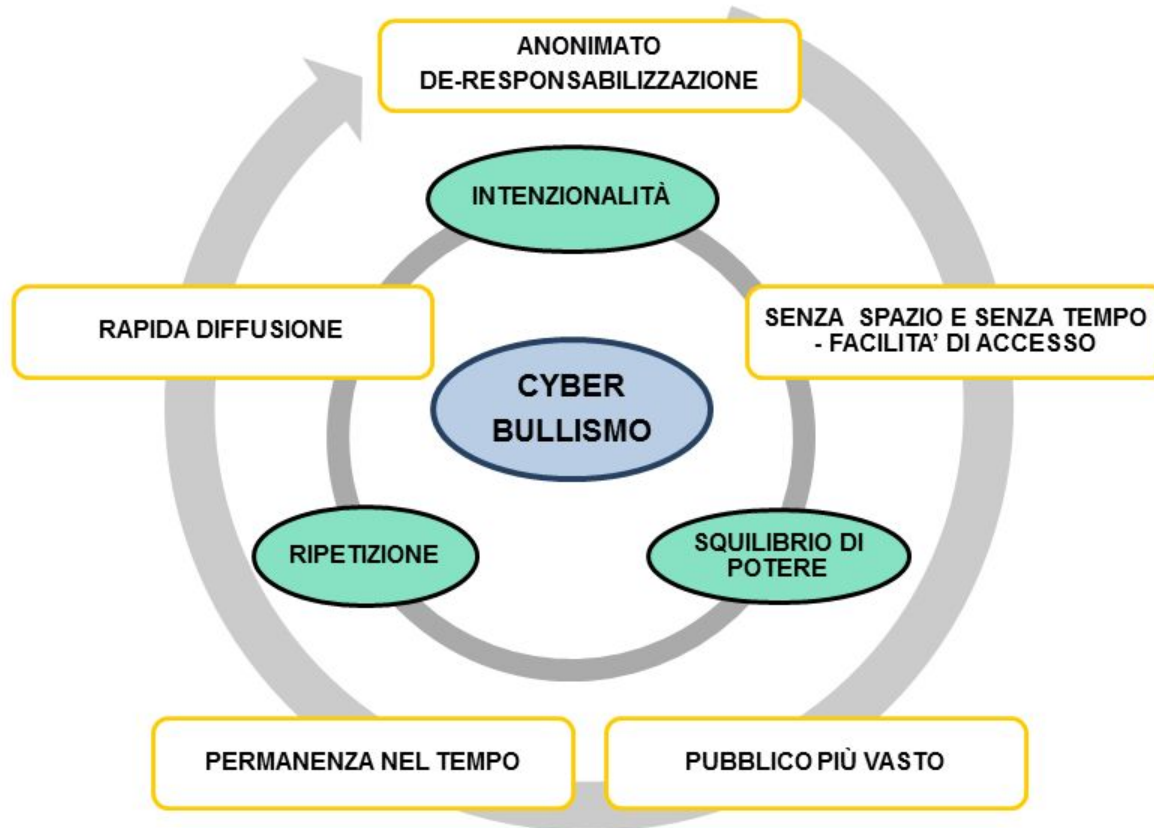 ANONIMATO
DE-RESPONSABILIZZAZIONE
INTENZIONALITÀ
RAPIDA DIFFUSIONE
SENZA SPAZIO E SENZA TEMPO
- FACILITA' DI ACCESSO
CYBER
BULLISMO
RIPETIZIONE
SQUILIBRIO DI
POTERE
PERMANENZA NEL TEMPO
PUBBLICO PIÙ VASTO